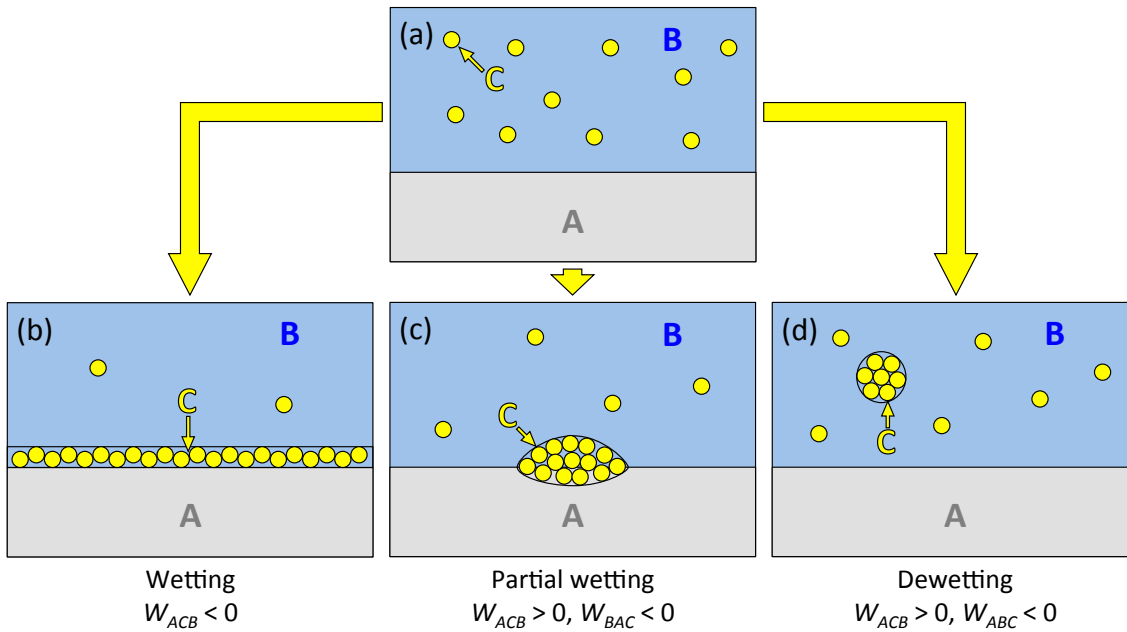 (a)
B
C
A
(b)
B
C
A
(c)
B
C
A
(d)
B
C
A
Wetting
W_ACB < 0
Partial wetting
W_ACB > 0, W_BAC < 0
Dewetting
W_ACB > 0, W_ABC < 0